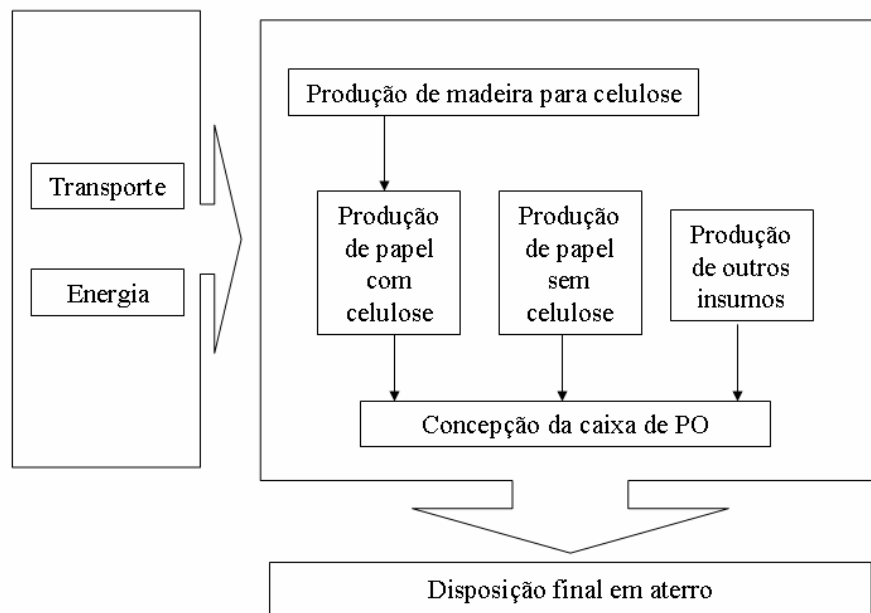 Produção de madeira para celulose
Transporte
Energia
Produção
de papel
com
celulose
Produção
de papel
sem
celulose
Produção
de outros
insumos
Concepção da caixa de PO
Disposição final em aterro